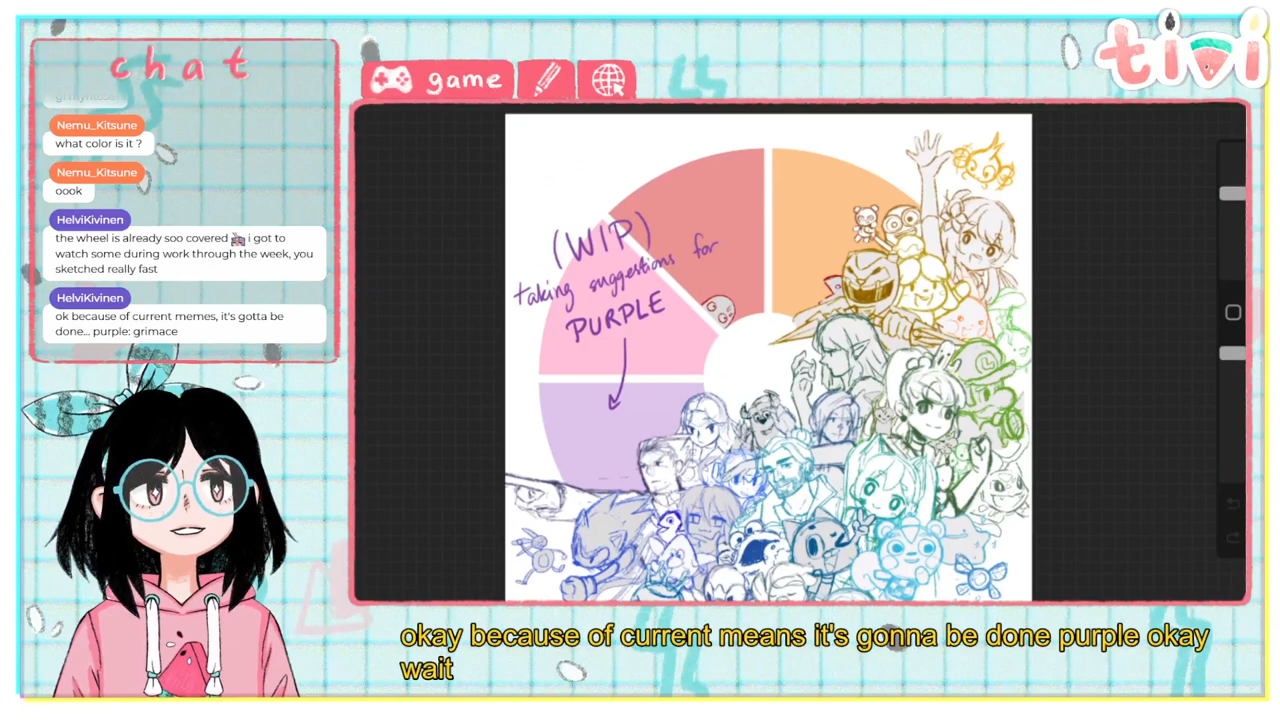 chat
Nemu_Kitsune
what color is it ?
Nemu_Kitsune
oook
HelviKivinen
the wheel is already soo covered i got to
watch some during work through the week, you
sketched really fast
HelviKivinen
ok because of current memes, it's gotta be
done... purple: grimace
game
tivi
(WIP)
taking suggestions for
PURPLE
okay because of current means it's gonna be done purple okay
wait